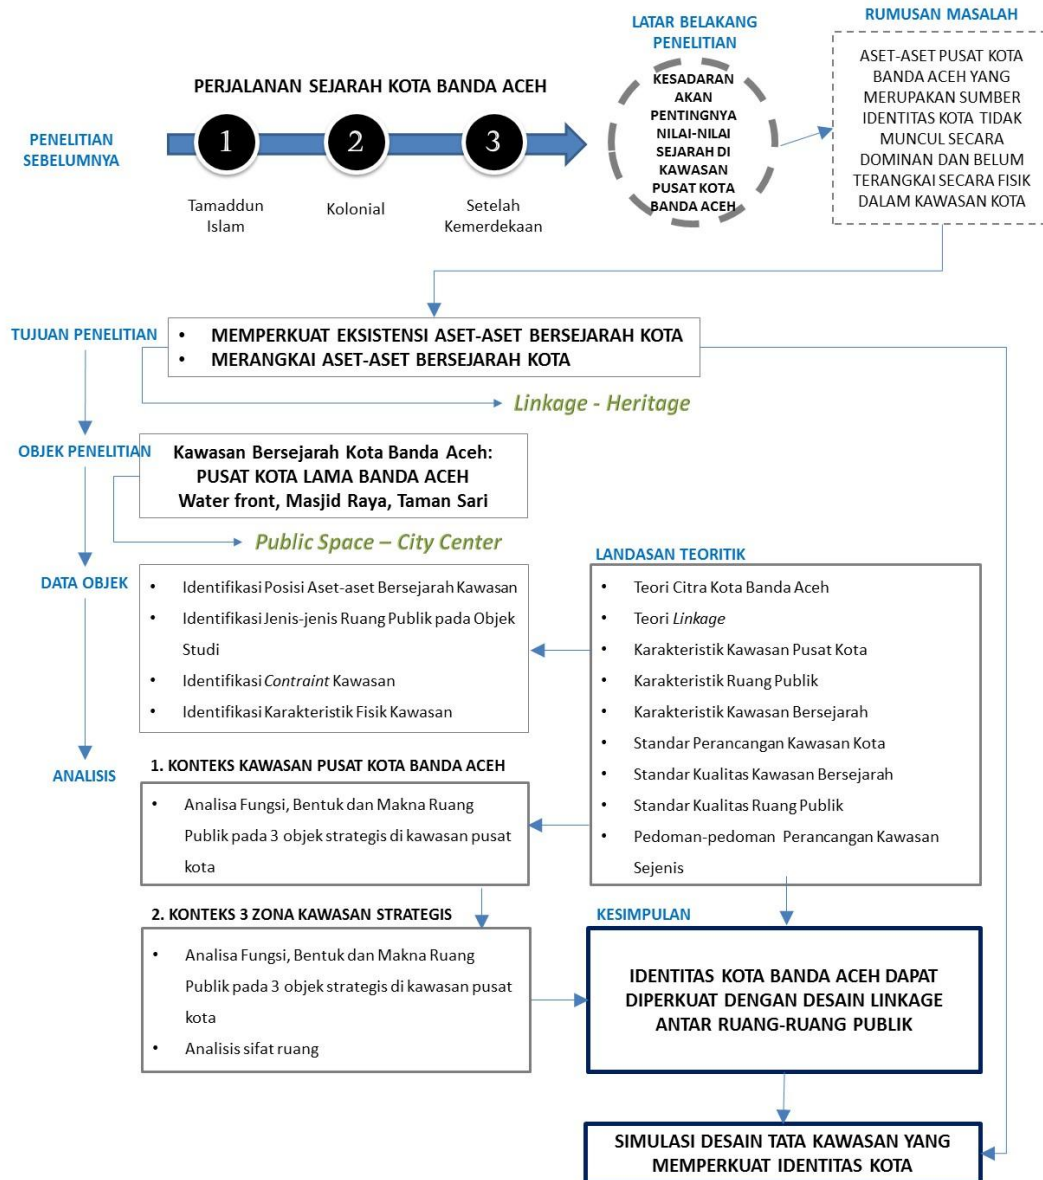 PENELITIAN
SEBELUMNYA
PERJALANAN SEJARAH KOTA BANDA ACEH
1
2
3
Tamaddun
Islam
Kolonial
Setelah
Kemerdekaan
LATAR BELAKANG
PENELITIAN
KESADARAN
AKAN
PENTINGNYA
NILAI-NILAI
SEJARAH DI
KAWASAN
PUSAT KOTA
BANDA ACEH
RUMUSAN MASALAH
ASET-ASET PUSAT KOTA
BANDA ACEH YANG
MERUPAKAN SUMBER
IDENTITAS KOTA TIDAK
MUNCUL SECARA
DOMINAN DAN BELUM
TERANGKAI SECARA FISIK
DALAM KAWASAN KOTA
TUJUAN PENELITIAN
• MEMPERKUAT EKSISTENSI ASET-ASET BERSEJARAH KOTA
• MERANGKAI ASET-ASET BERSEJARAH KOTA
Linkage - Heritage
OBJEK PENELITIAN
Kawasan Bersejarah Kota Banda Aceh:
PUSAT KOTA LAMA BANDA ACEH
Water front, Masjid Raya, Taman Sari
Public Space – City Center
DATA OBJEK
• Identifikasi Posisi Aset-aset Bersejarah Kawasan
• Identifikasi Jenis-jenis Ruang Publik pada Objek
Studi
• Identifikasi Contraint Kawasan
• Identifikasi Karakteristik Fisik Kawasan
LANDASAN TEORITIK
• Teori Citra Kota Banda Aceh
• Teori Linkage
• Karakteristik Kawasan Pusat Kota
• Karakteristik Ruang Publik
• Karakteristik Kawasan Bersejarah
• Standar Perancangan Kawasan Kota
• Standar Kualitas Kawasan Bersejarah
• Standar Kualitas Ruang Publik
• Pedoman-pedoman Perancangan Kawasan
Sejenis
ANALISIS
1. KONTEKS KAWASAN PUSAT KOTA BANDA ACEH
• Analisa Fungsi, Bentuk dan Makna Ruang
Publik pada 3 objek strategis di kawasan pusat
kota
2. KONTEKS 3 ZONA KAWASAN STRATEGIS
• Analisa Fungsi, Bentuk dan Makna Ruang
Publik pada 3 objek strategis di kawasan pusat
kota
• Analisis sifat ruang
KESIMPULAN
IDENTITAS KOTA BANDA ACEH DAPAT
DIPERKUAT DENGAN DESAIN LINKAGE
ANTAR RUANG-RUANG PUBLIK
SIMULASI DESAIN TATA KAWASAN YANG
MEMPERKUAT IDENTITAS KOTA